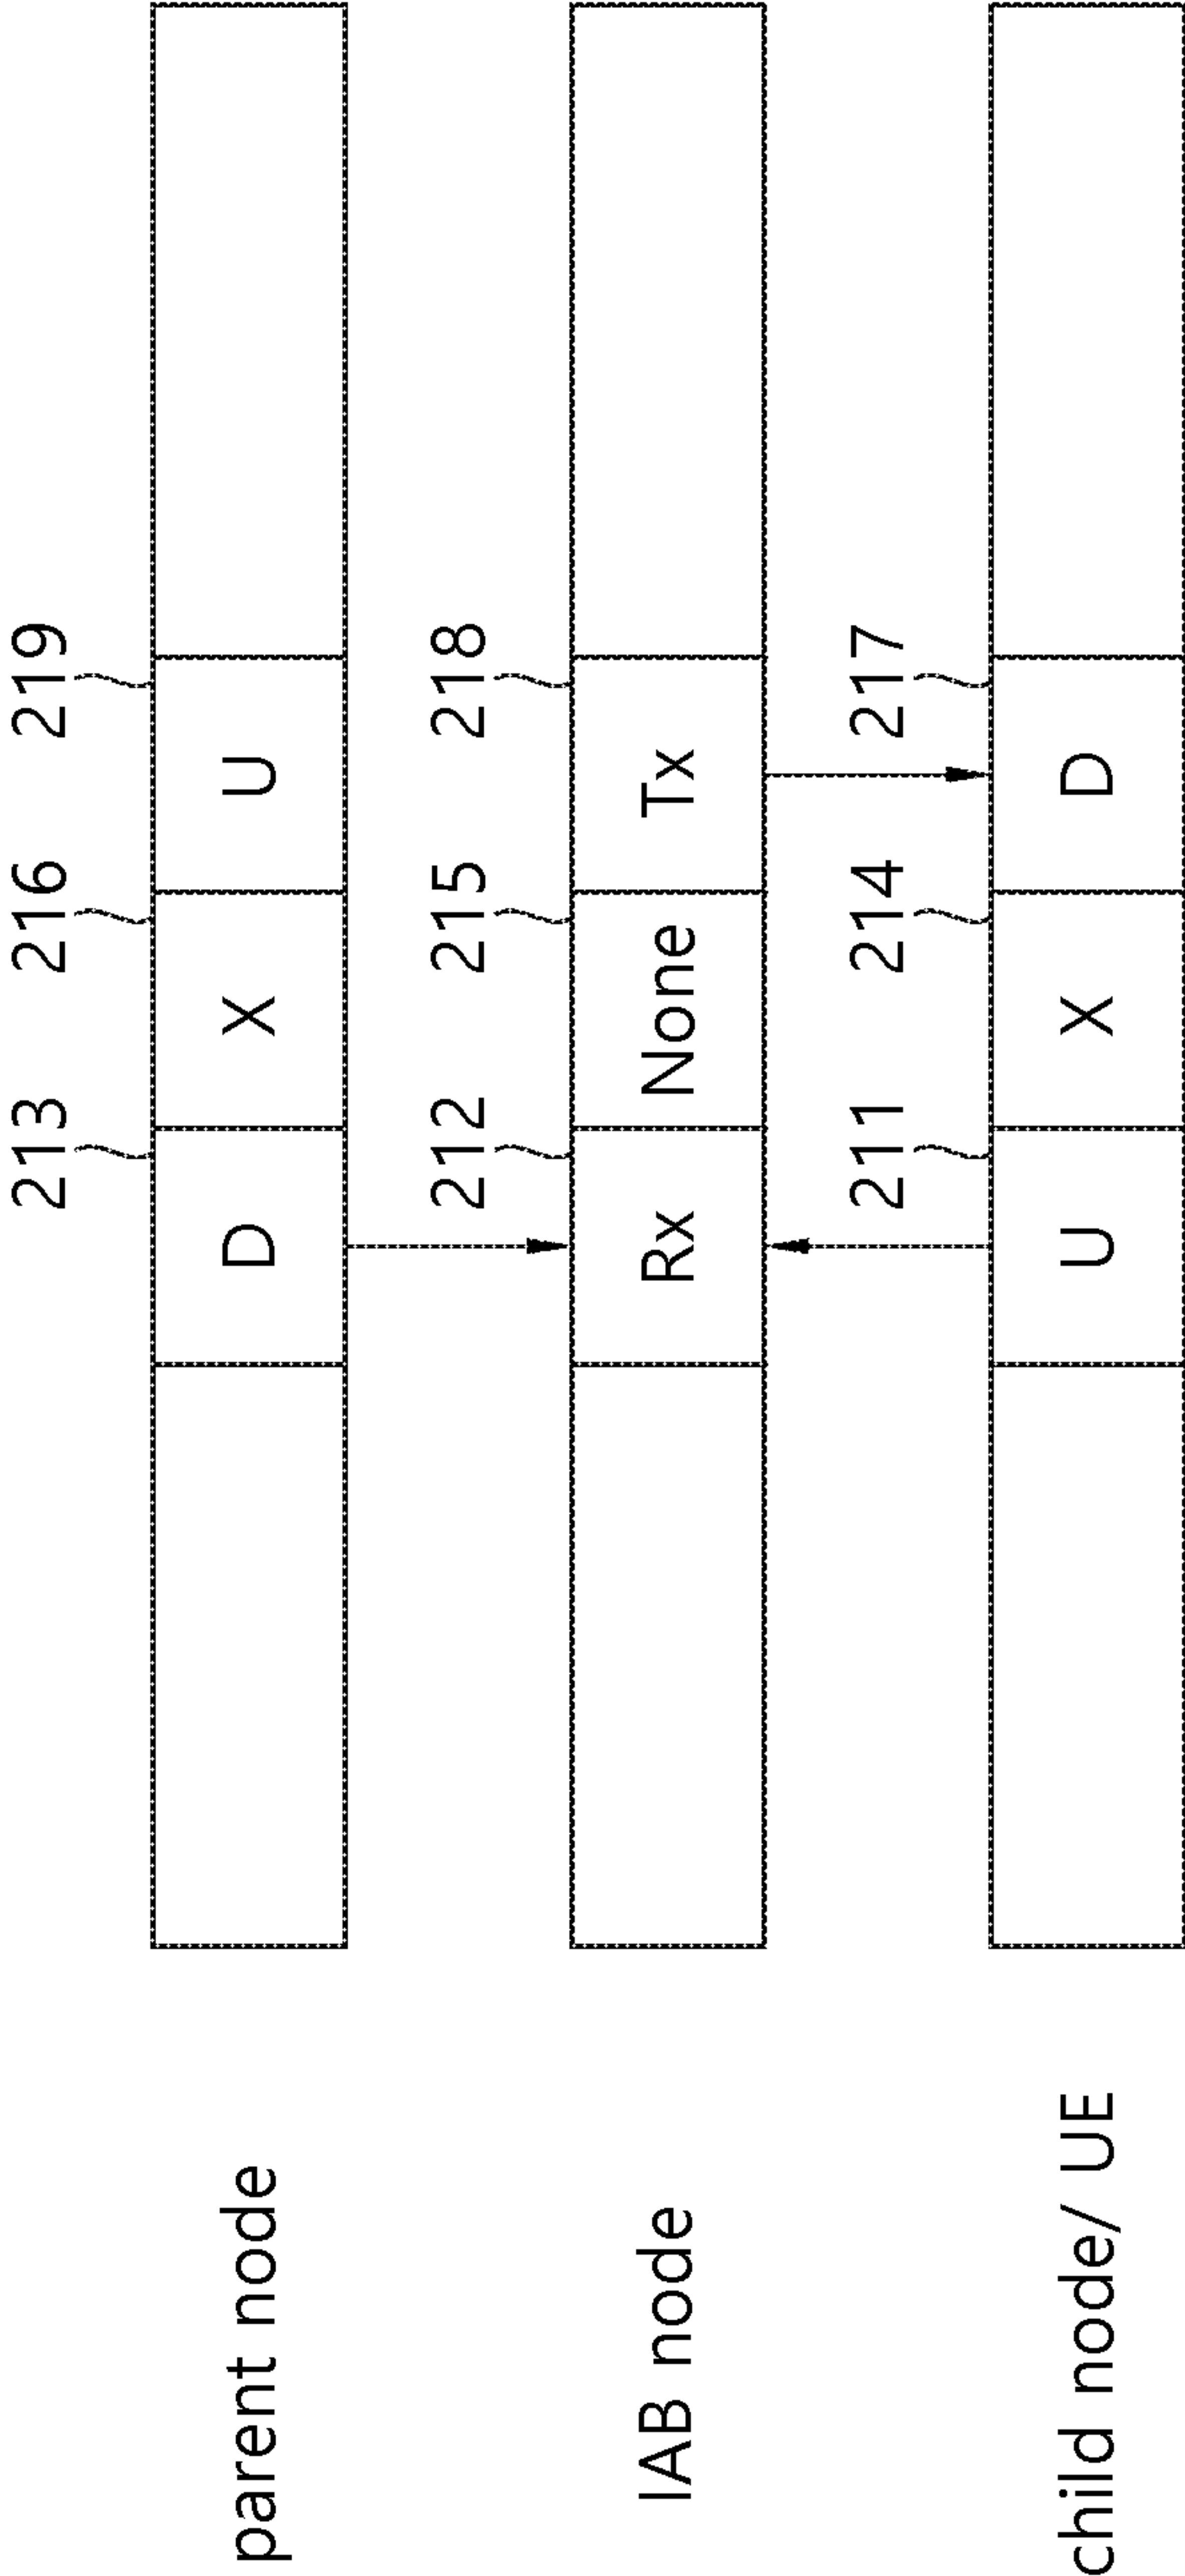 213 216 219
parent node D X U
212 215 218
IAB node Rx None Tx
211 214 217
child node/ UE U X D